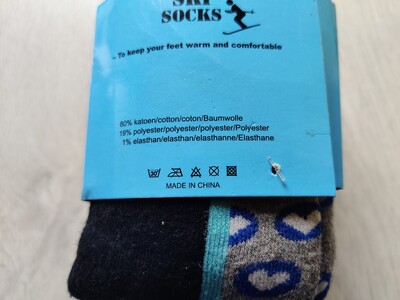 SKI
SOCKS
.. To keep your feet warm and comfortable
80% katoen/cotton/coton/Baumwolle
19% polyester/polyester/polyester/Polyester
1% elasthan/elasthan/elasthanne/Elasthane
MADE IN CHINA